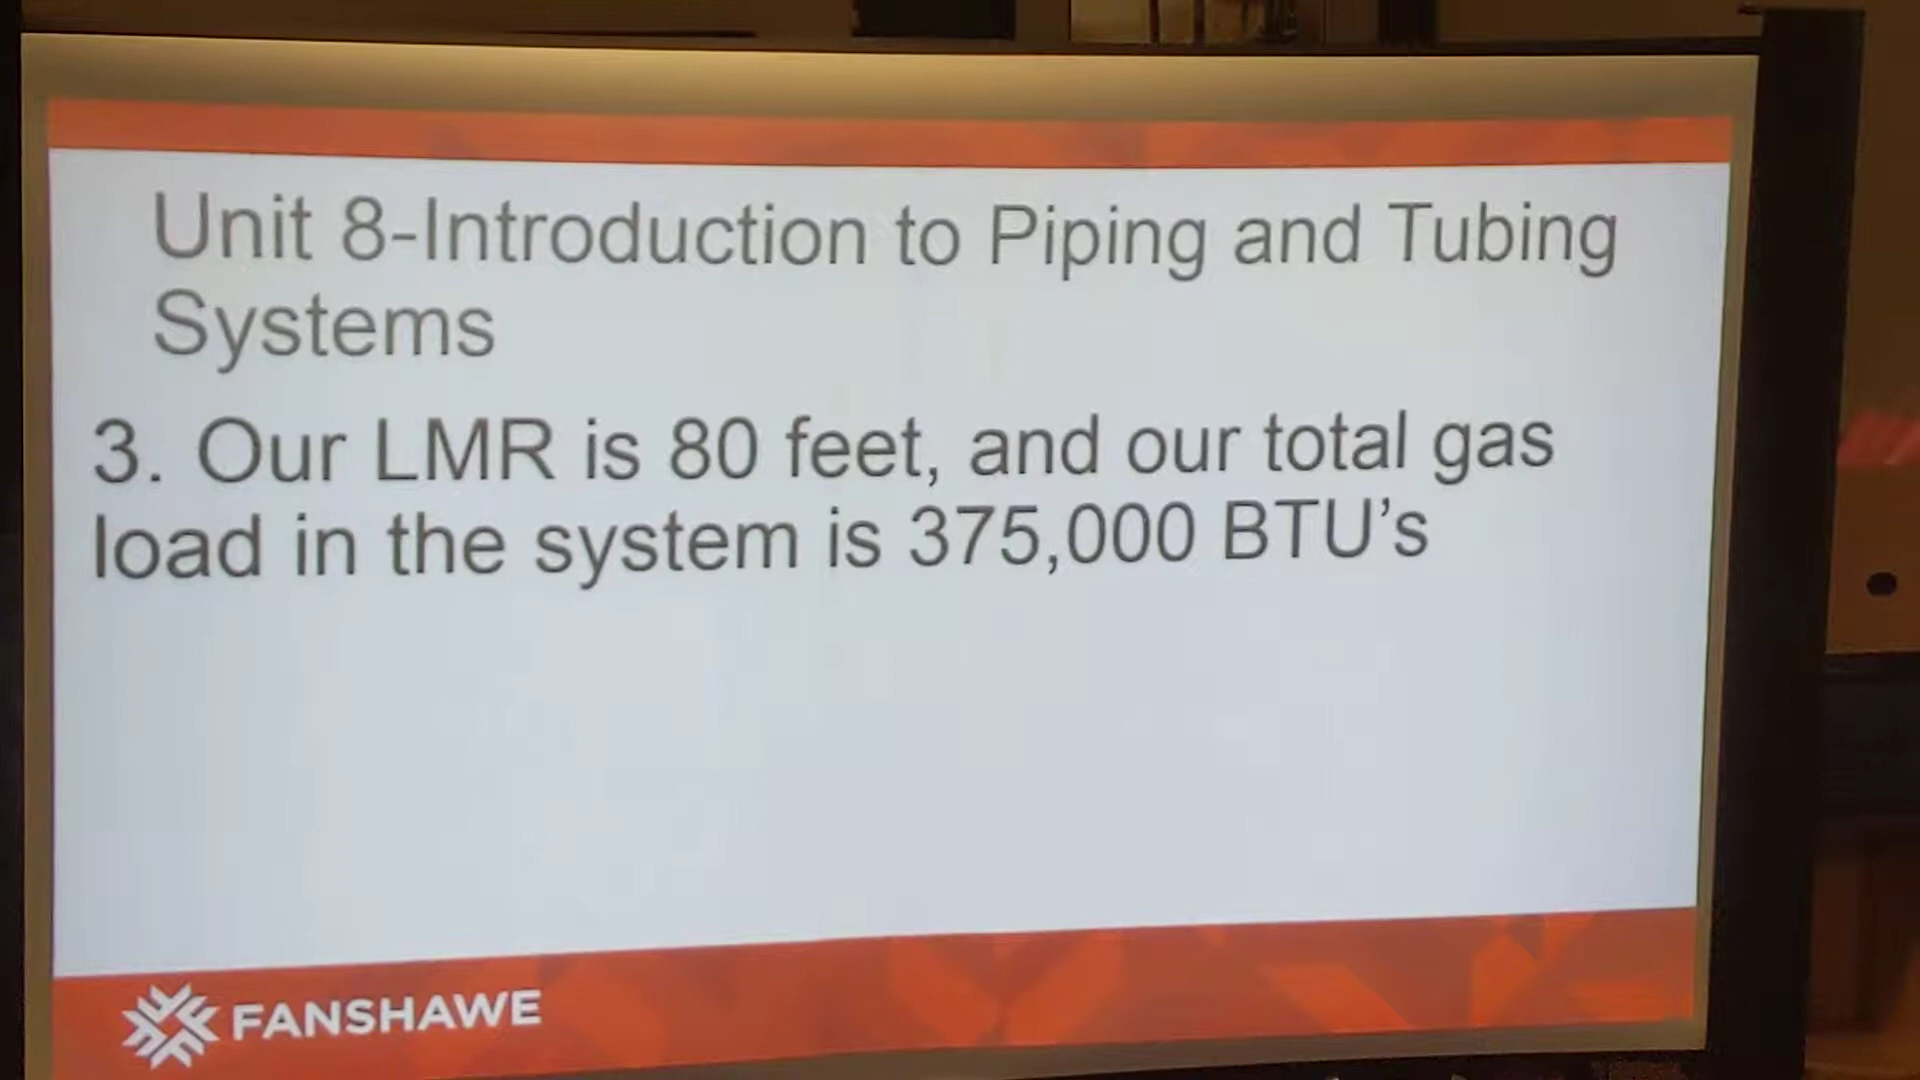 Unit 8-Introduction to Piping and Tubing
Systems
3. Our LMR is 80 feet, and our total gas
load in the system is 375,000 BTU’s
FANSHAWE